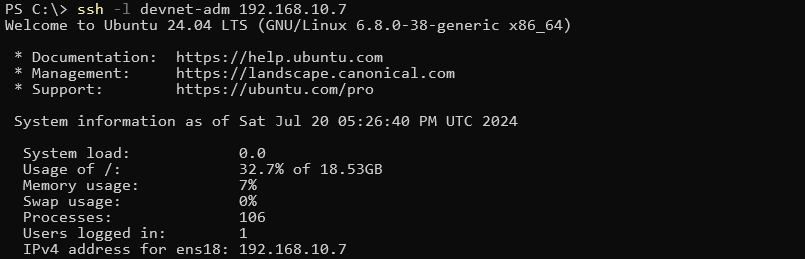 PS C:\> ssh -l devnet-adm 192.168.10.7
Welcome to Ubuntu 24.04 LTS (GNU/Linux 6.8.0-38-generic x86_64)

 * Documentation:  https://help.ubuntu.com
 * Management:     https://landscape.canonical.com
 * Support:        https://ubuntu.com/pro

 System information as of Sat Jul 20 05:26:40 PM UTC 2024

  System load:             0.0
  Usage of /:              32.7% of 18.53GB
  Memory usage:            7%
  Swap usage:              0%
  Processes:               106
  Users logged in:         1
  IPv4 address for ens18: 192.168.10.7